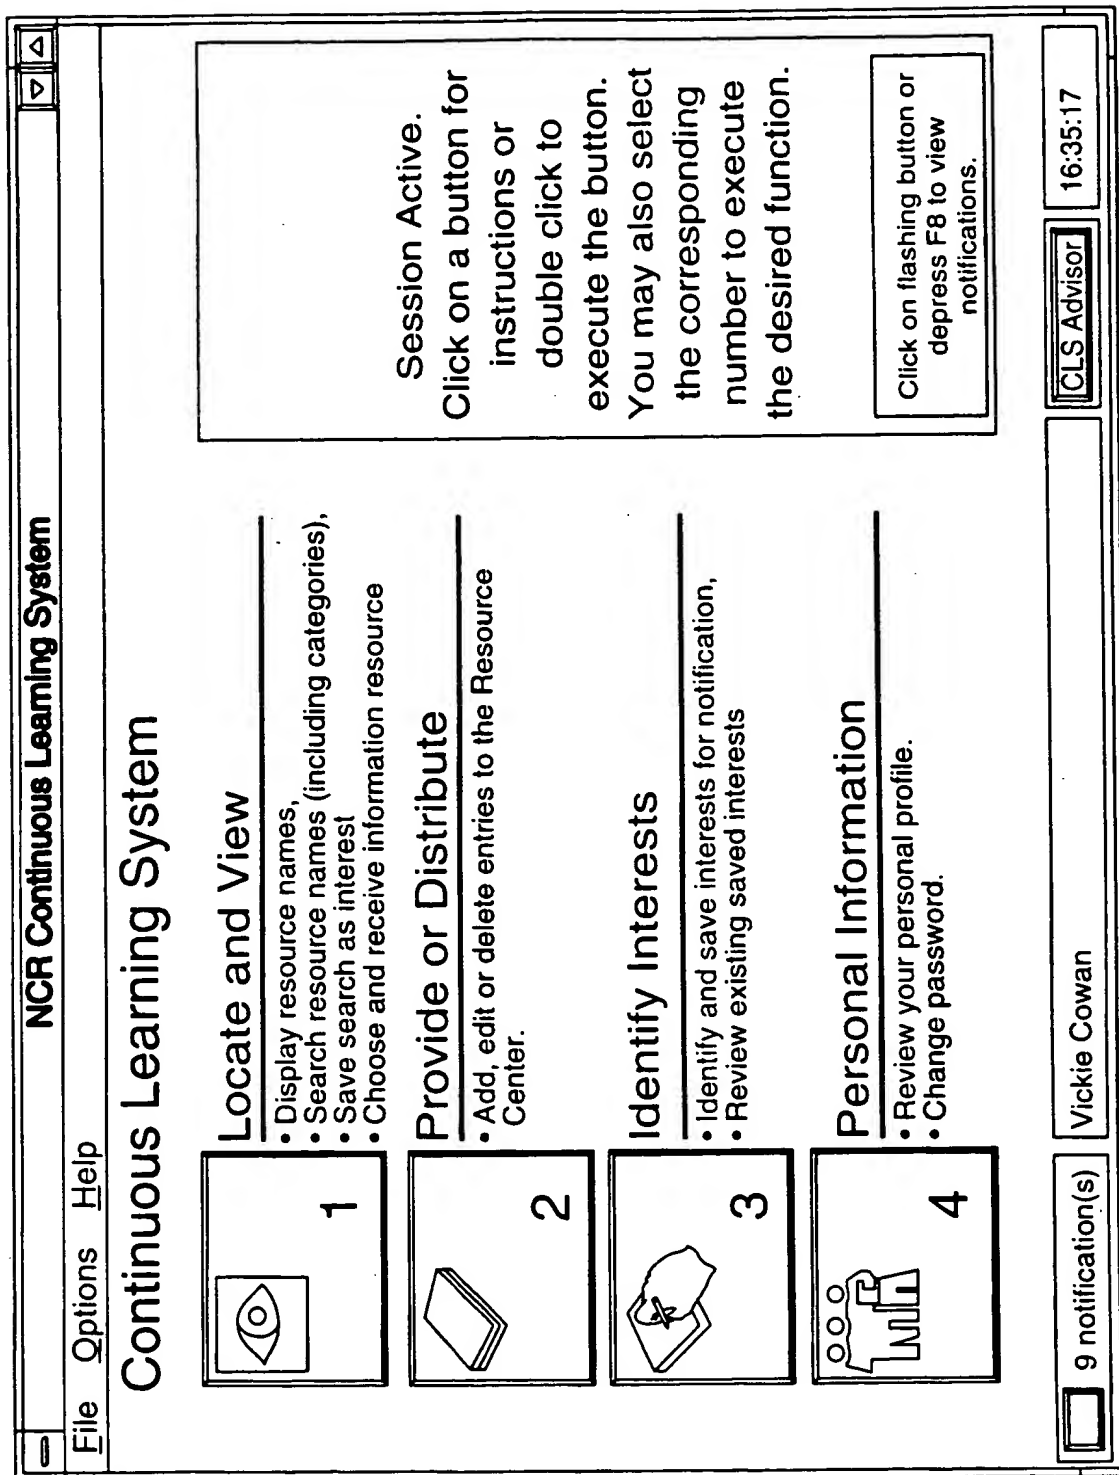 NCR Continuous Learning System
File Options Help
Continuous Learning System
1
Locate and View
• Display resource names,
• Search resource names (including categories),
• Save search as interest
• Choose and receive information resource
2
Provide or Distribute
• Add, edit or delete entries to the Resource
Center.
3
Identify Interests
• Identify and save interests for notification,
• Review existing saved interests
4
Personal Information
• Review your personal profile.
• Change password.
Session Active.
Click on a button for
instructions or
double click to
execute the button.
You may also select
the corresponding
number to execute
the desired function.
Click on flashing button or
depress F8 to view
notifications.
9 notification(s)
Vickie Cowan
CLS Advisor
16:35:17